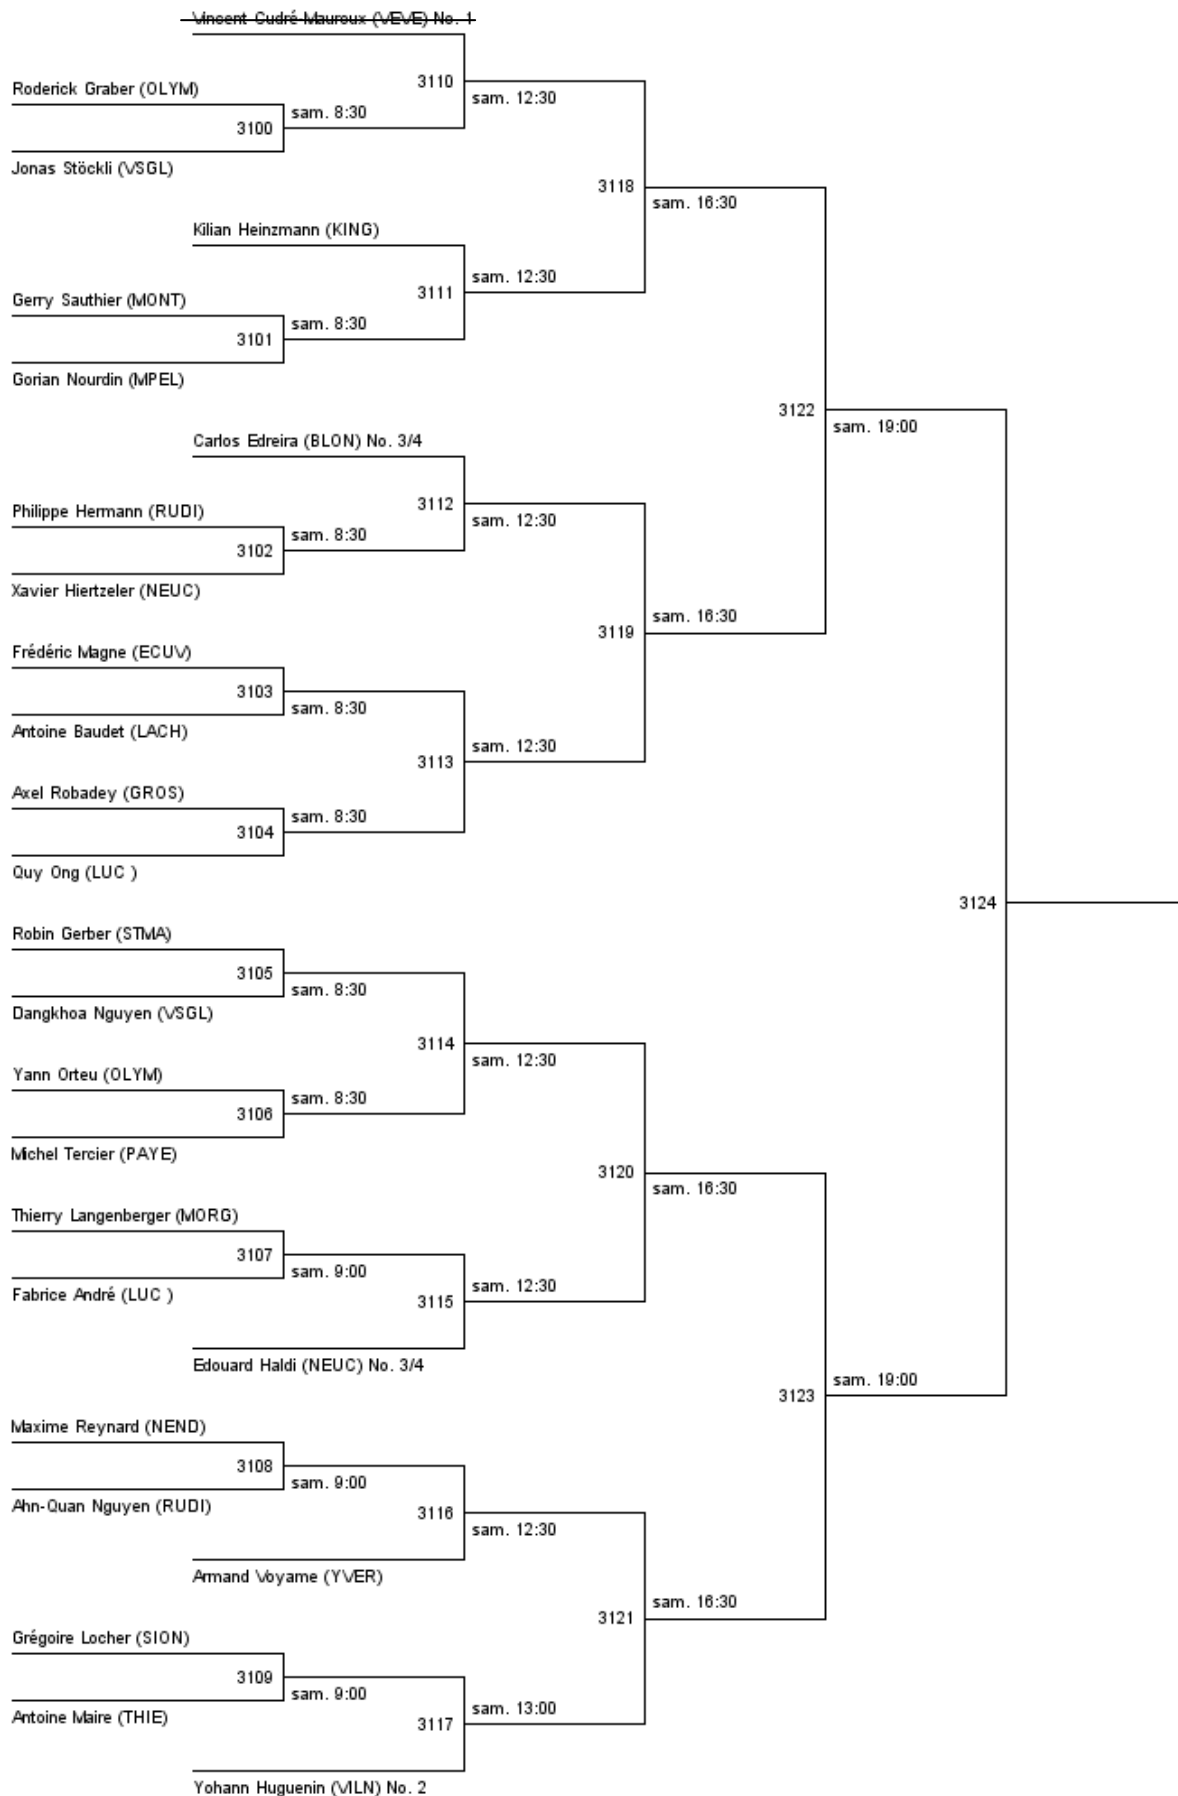 Vincent Cudré-Mauroux (VEVE) No. 1
3110
sam. 12:30
Roderick Graber (OLYM)
sam. 8:30
3100
Jonas Stöckli (VSGL)
3118
sam. 16:30
Kilian Heinzmann (KING)
sam. 12:30
3111
Gerry Sauthier (MONT)
sam. 8:30
3101
Gorian Nourdin (MPEL)
3122
sam. 19:00
Carlos Edreira (BLON) No. 3/4
3112
sam. 12:30
Philippe Hermann (RUDI)
sam. 8:30
3102
Xavier Hiertzeler (NEUC)
sam. 16:30
3119
Frédéric Magne (ECUV)
3103
sam. 8:30
Antoine Baudet (LACH)
sam. 12:30
3113
Axel Robadey (GROS)
sam. 8:30
3104
Quy Ong (LUC )
3124
Robin Gerber (STMA)
3105
sam. 8:30
Dangkhoa Nguyen (VSGL)
3114
sam. 12:30
Yann Orteu (OLYM)
sam. 8:30
3106
Michel Tercier (PAYE)
3120
sam. 16:30
Thierry Langenberger (MORG)
3107
sam. 9:00
Fabrice André (LUC )
sam. 12:30
3115
Edouard Haldi (NEUC) No. 3/4
sam. 19:00
3123
Maxime Reynard (NEND)
3108
sam. 9:00
Ahn-Quan Nguyen (RUDI)
3116
sam. 12:30
Armand Voyame (YVER)
sam. 16:30
3121
Grégoire Locher (SION)
3109
sam. 9:00
Antoine Maire (THIE)
sam. 13:00
3117
Yohann Huguenin (VILN) No. 2